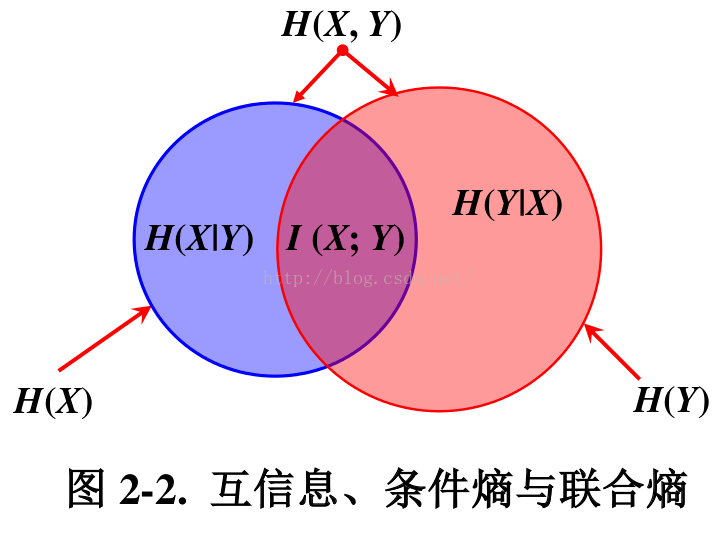 H(X, Y)
H(Y|X)
H(X|Y)
I (X; Y)
http://blog.csdn.net/
H(X)
H(Y)
图 2-2. 互信息、条件熵与联合熵